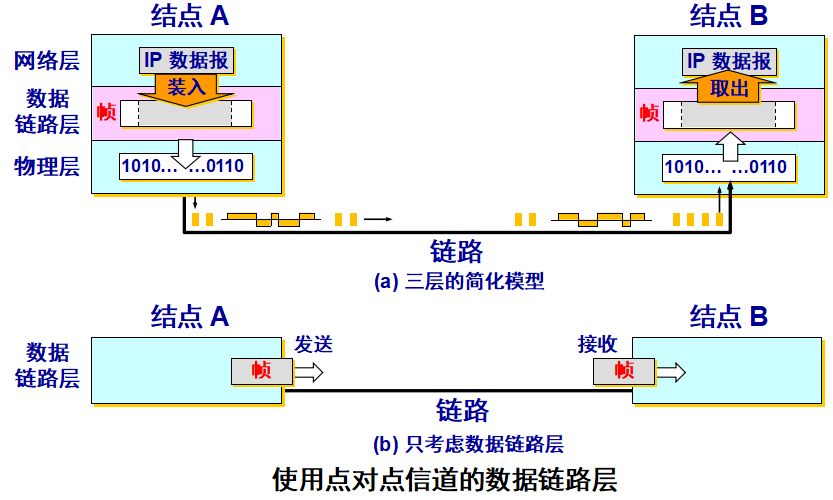 结点 A
结点 B
网络层
IP 数据报
IP 数据报
装入
取出
数据
链路层
帧
帧
物理层
1010… …0110
1010… …0110
链路
(a) 三层的简化模型
结点 A
结点 B
数据
链路层
发送
接收
帧
帧
链路
(b) 只考虑数据链路层
使用点对点信道的数据链路层